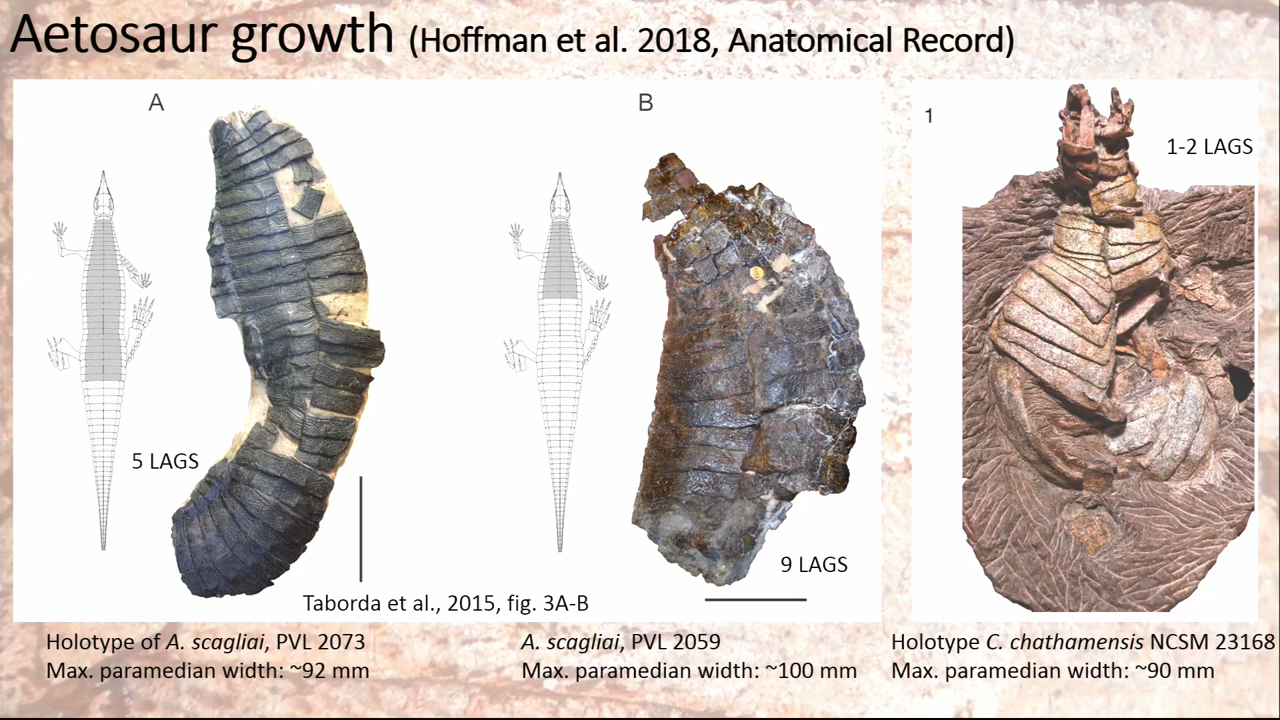 Aetosaur growth (Hoffman et al. 2018, Anatomical Record)
A
B
1
1-2 LAGS
5 LAGS
9 LAGS
Taborda et al., 2015, fig. 3A-B
Holotype of A. scagliai, PVL 2073
Max. paramedian width: ~92 mm
A. scagliai, PVL 2059
Max. paramedian width: ~100 mm
Holotype C. chathamensis NCSM 23168
Max. paramedian width: ~90 mm